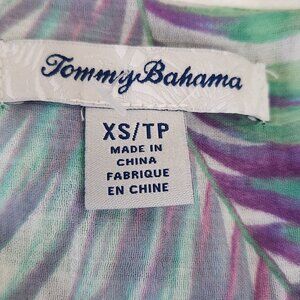 Tommy Bahama
XS/TP
MADE IN
CHINA
FABRIQUE
EN CHINE